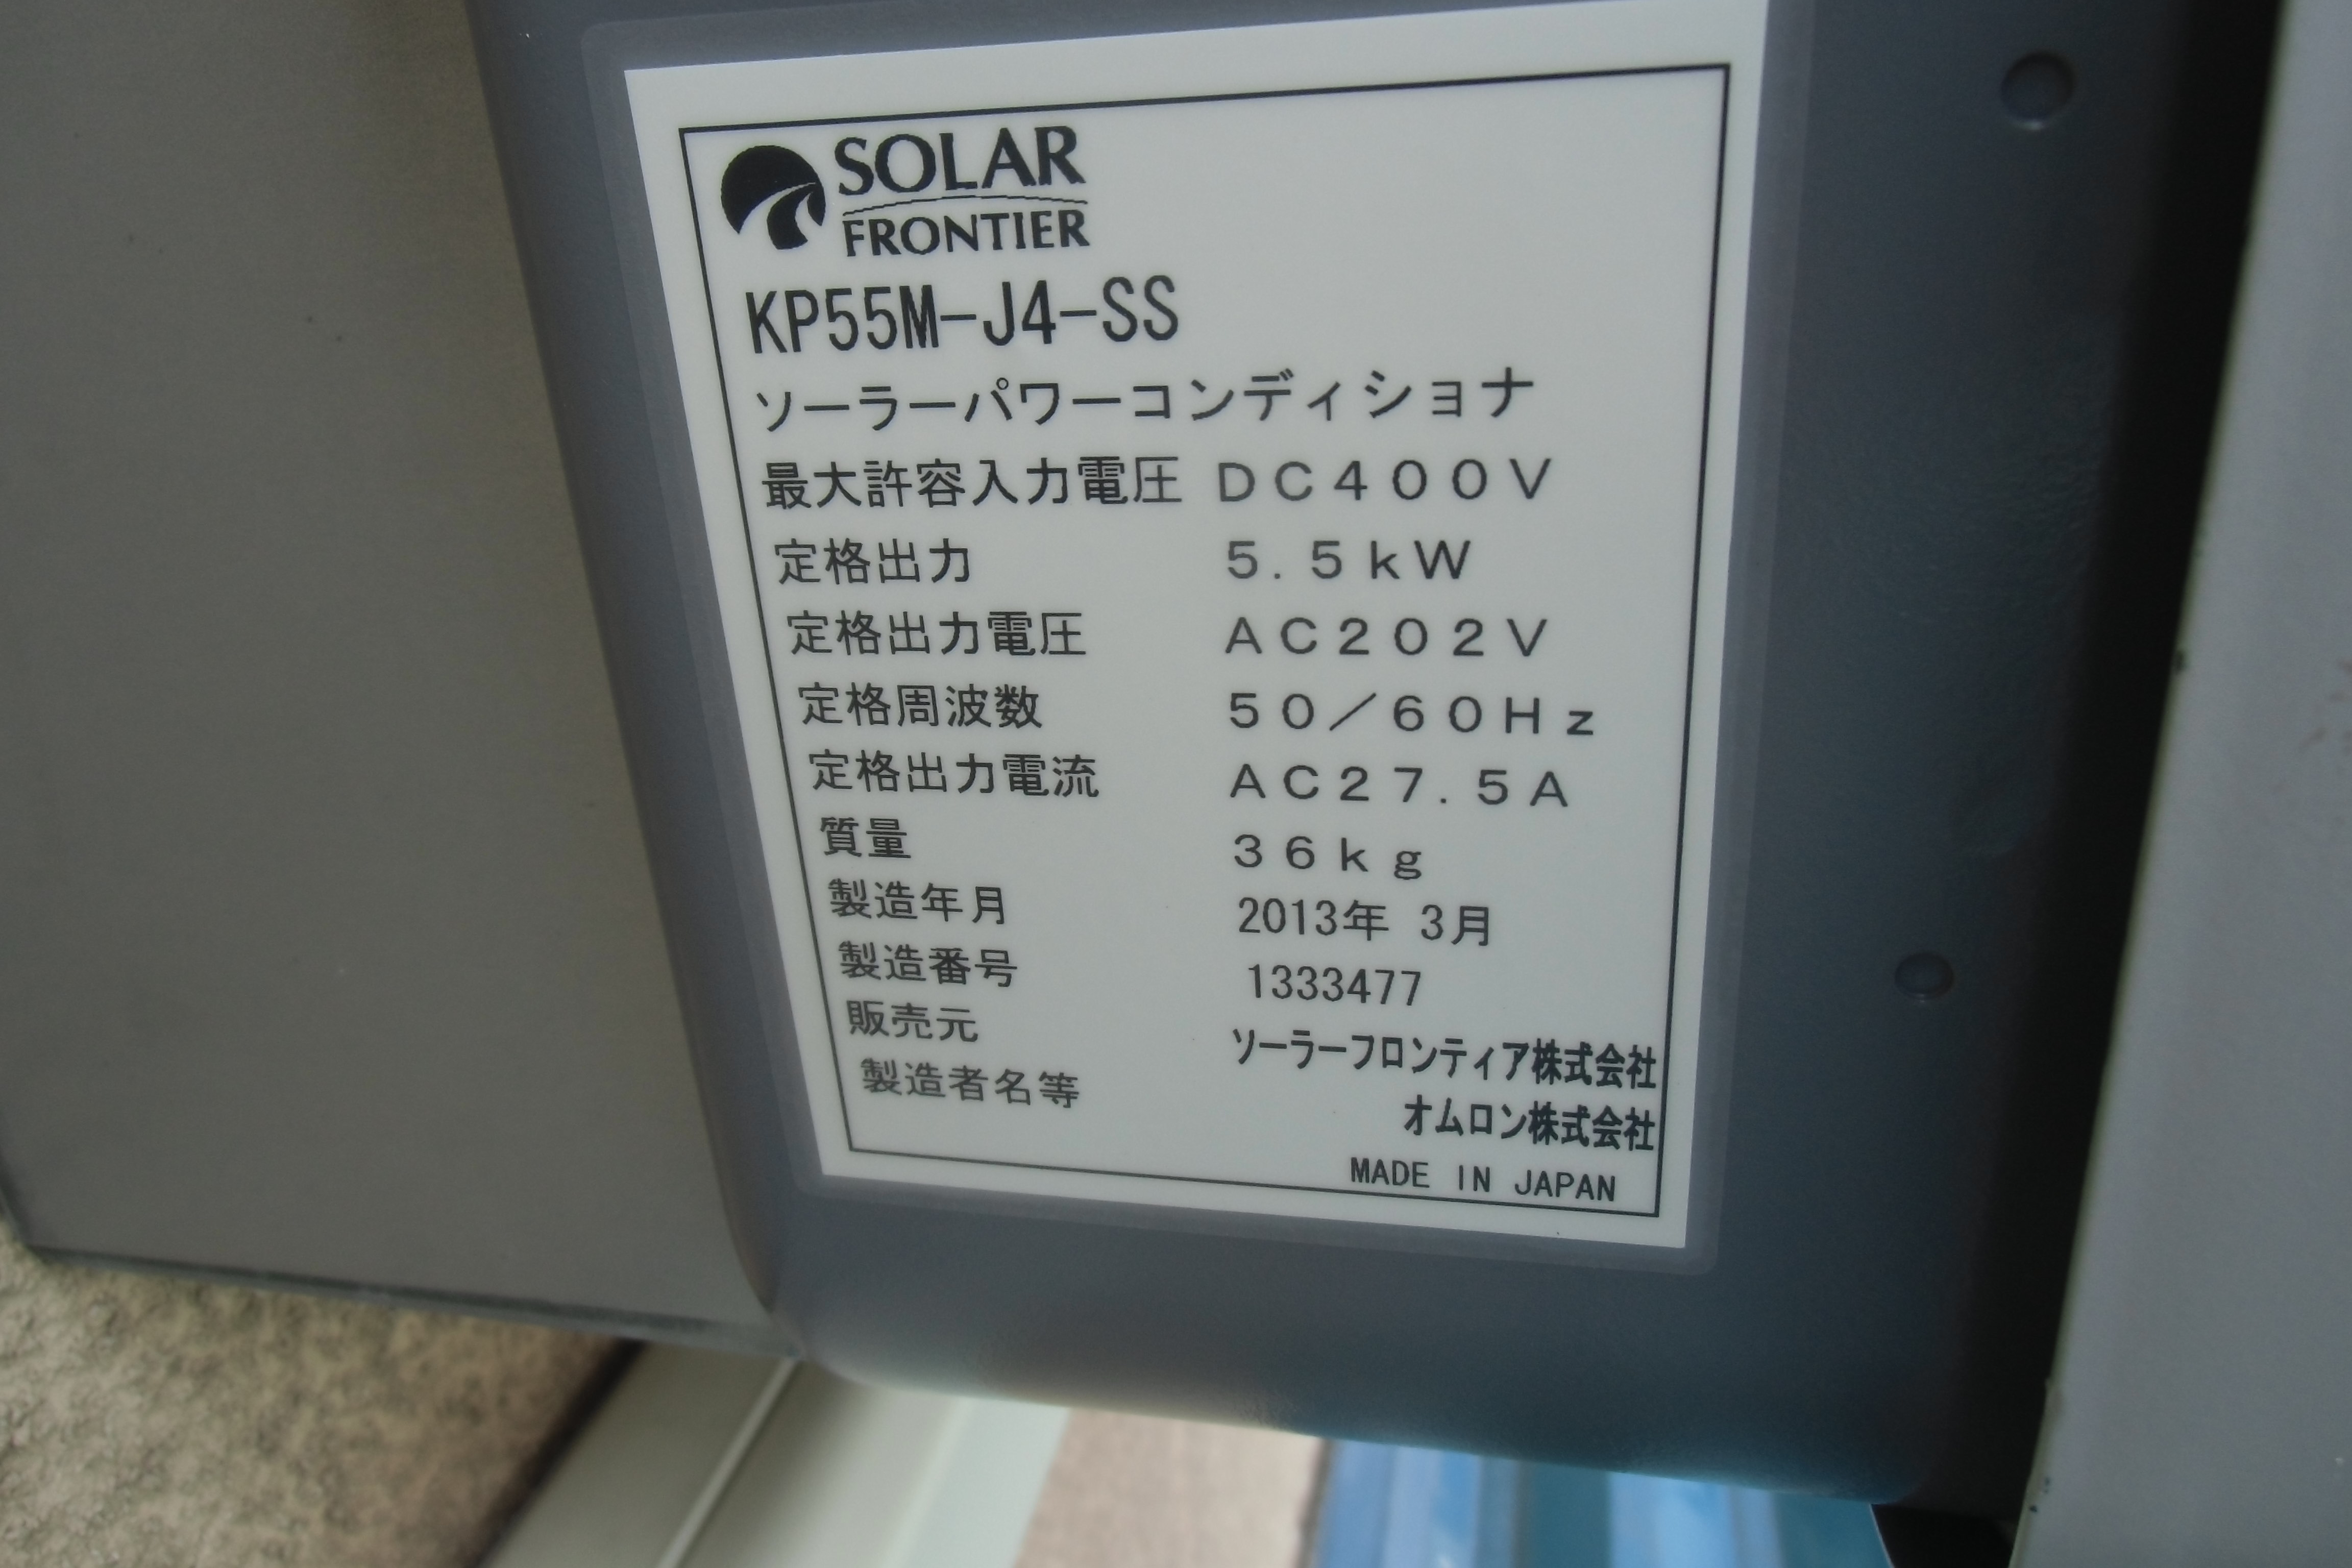 SOLAR
FRONTIER
KP55M-J4-SS
ソーラーパワーコンディショナ
最大許容入力電圧 DC400V
定格出力 5.5kW
定格出力電圧 AC202V
定格周波数 50/60Hz
定格出力電流 AC27.5A
質量 36kg
製造年月 2013年 3月
製造番号 1333477
販売元 ソーラーフロンティア株式会社
製造者名等 オムロン株式会社
MADE IN JAPAN